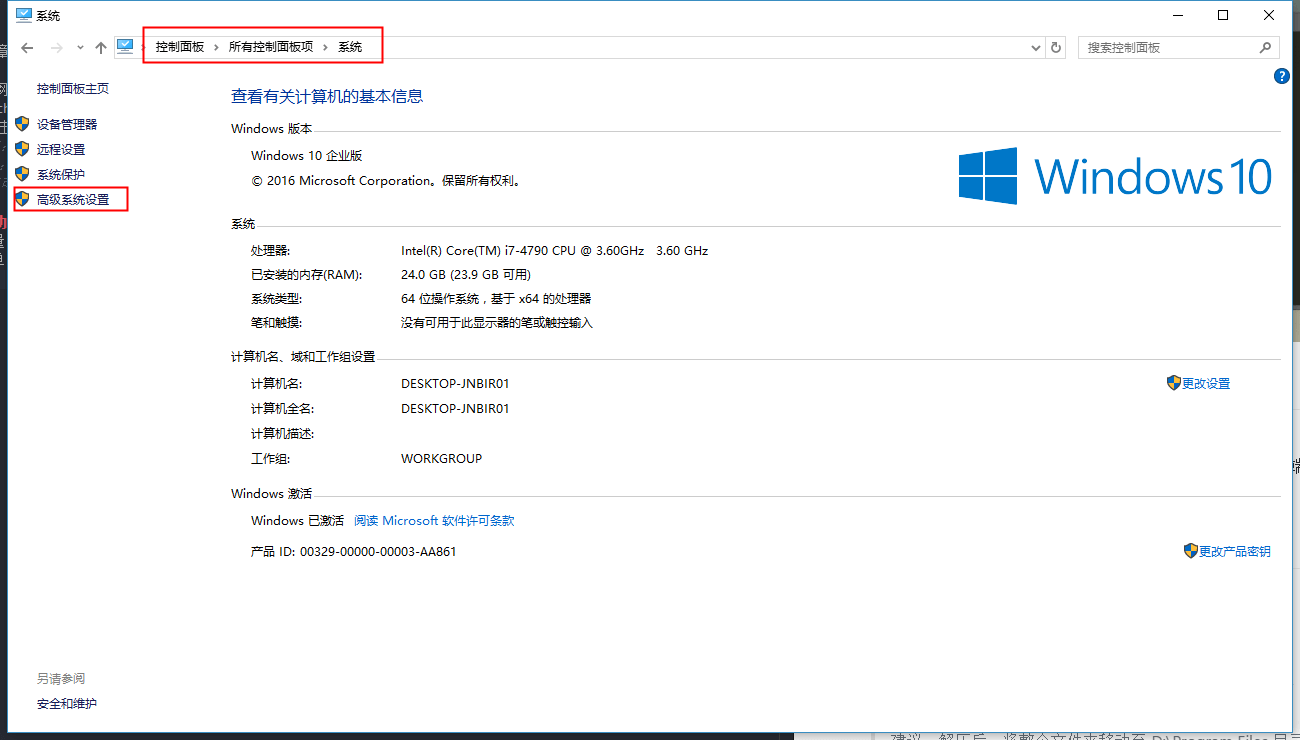 系统
控制面板 › 所有控制面板项 › 系统
搜索控制面板
控制面板主页
设备管理器
远程设置
系统保护
高级系统设置
查看有关计算机的基本信息
Windows 版本
Windows 10 企业版
© 2016 Microsoft Corporation。保留所有权利。
Windows 10
系统
处理器: Intel(R) Core(TM) i7-4790 CPU @ 3.60GHz 3.60 GHz
已安装的内存(RAM): 24.0 GB (23.9 GB 可用)
系统类型: 64 位操作系统，基于 x64 的处理器
笔和触摸: 没有可用于此显示器的笔或触控输入
计算机名、域和工作组设置
计算机名: DESKTOP-JNBIR01 更改设置
计算机全名: DESKTOP-JNBIR01
计算机描述:
工作组: WORKGROUP
Windows 激活
Windows 已激活 阅读 Microsoft 软件许可条款
产品 ID: 00329-00000-00003-AA861 更改产品密钥
另请参阅
安全和维护